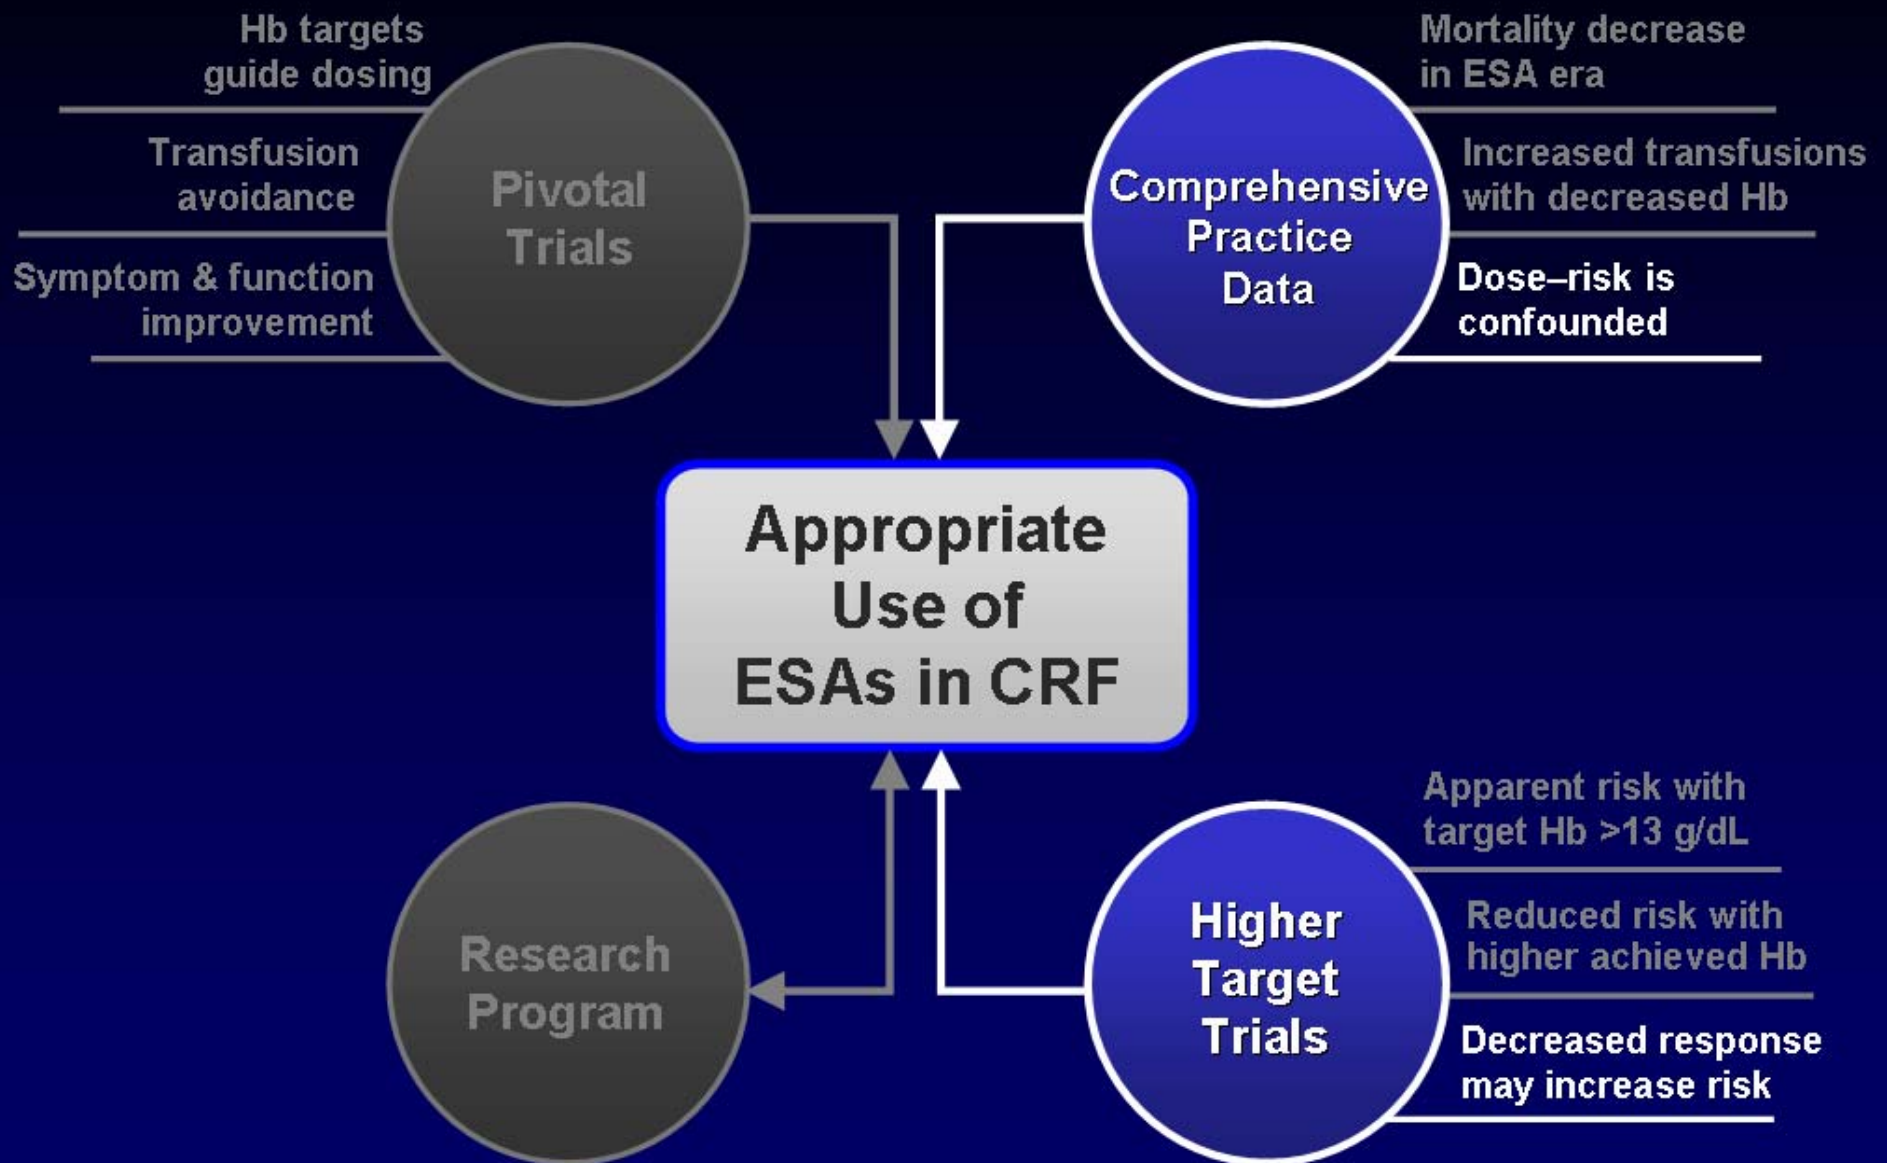 Hb targets
guide dosing
Transfusion
avoidance
Symptom & function
improvement
Pivotal
Trials
Comprehensive
Practice
Data
Mortality decrease
in ESA era
Increased transfusions
with decreased Hb
Dose–risk is
confounded
Appropriate
Use of
ESAs in CRF
Research
Program
Higher
Target
Trials
Apparent risk with
target Hb >13 g/dL
Reduced risk with
higher achieved Hb
Decreased response
may increase risk